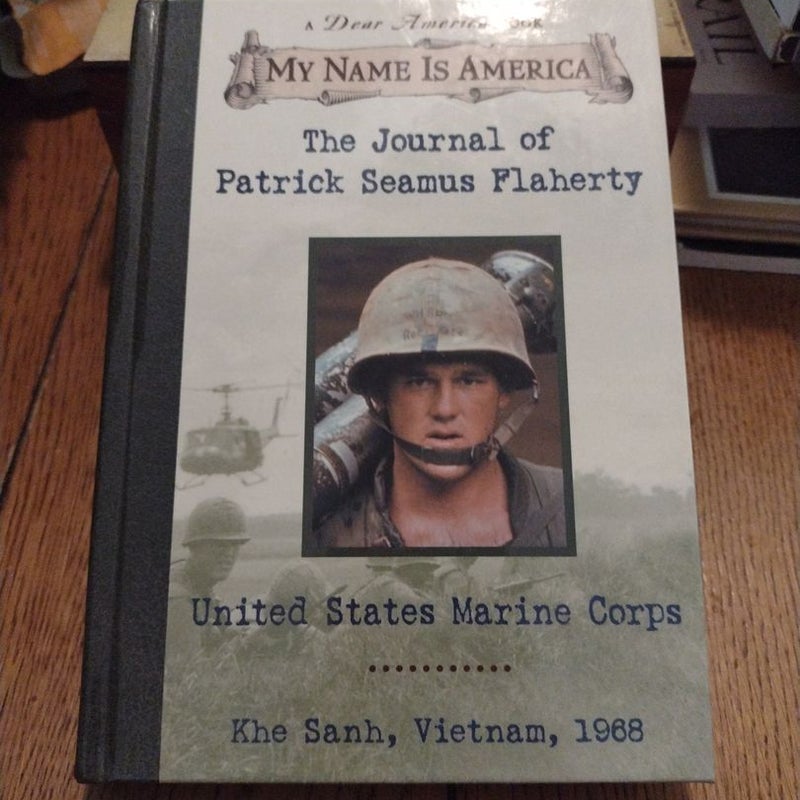 A Dear America BOOK
MY NAME IS AMERICA
The Journal of
Patrick Seamus Flaherty
United States Marine Corps
Khe Sanh, Vietnam, 1968